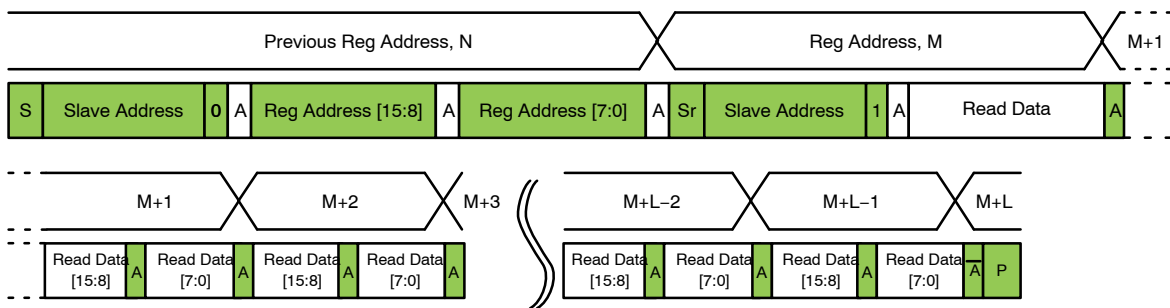 Previous Reg Address, N Reg Address, M M+1
S Slave Address 0 A Reg Address [15:8] A Reg Address [7:0] A Sr Slave Address 1 A Read Data A
M+1 M+2 M+3 M+L−2 M+L−1 M+L
Read Data A Read Data A Read Data A Read Data A Read Data A Read Data A Read Data A Read Data A̅ P
[15:8] [7:0] [15:8] [7:0] [15:8] [7:0] [15:8] [7:0]